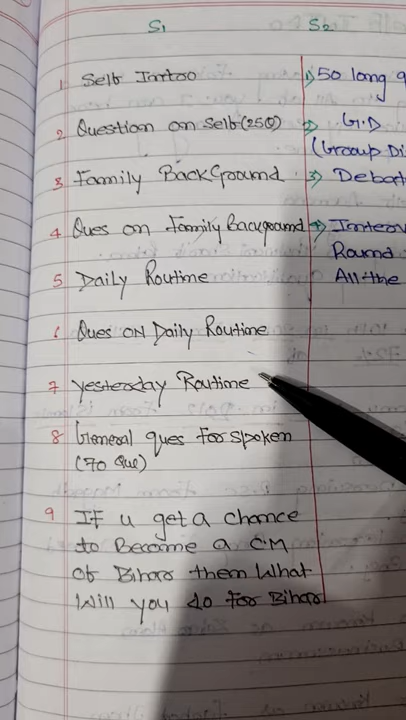 S1
S2
1 Self Intro
2 Question on Self (25Q)
3 Family BackGround
4 Ques on Family Background
5 Daily Routine
6 Ques ON Daily Routine
7 Yesterday Routine
8 General ques for spoken
(70 Que)
9 If u get a chance
to Become a CM
of Bihar them What
Will you do for Bihar
1) 50 long q
2) G.D
(Group Di
3) Debat
4) Interv
Round
All the